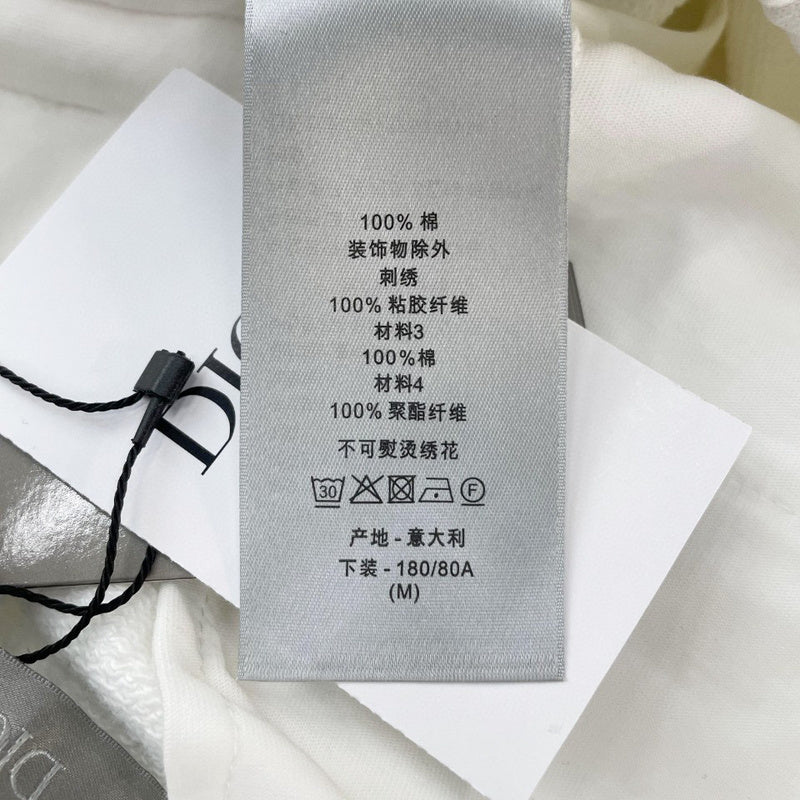 100% 棉
装饰物除外
刺绣
100% 粘胶纤维
材料3
100%棉
材料4
100% 聚酯纤维
不可熨烫绣花
30
F
产地 - 意大利
下装 - 180/80A
(M)